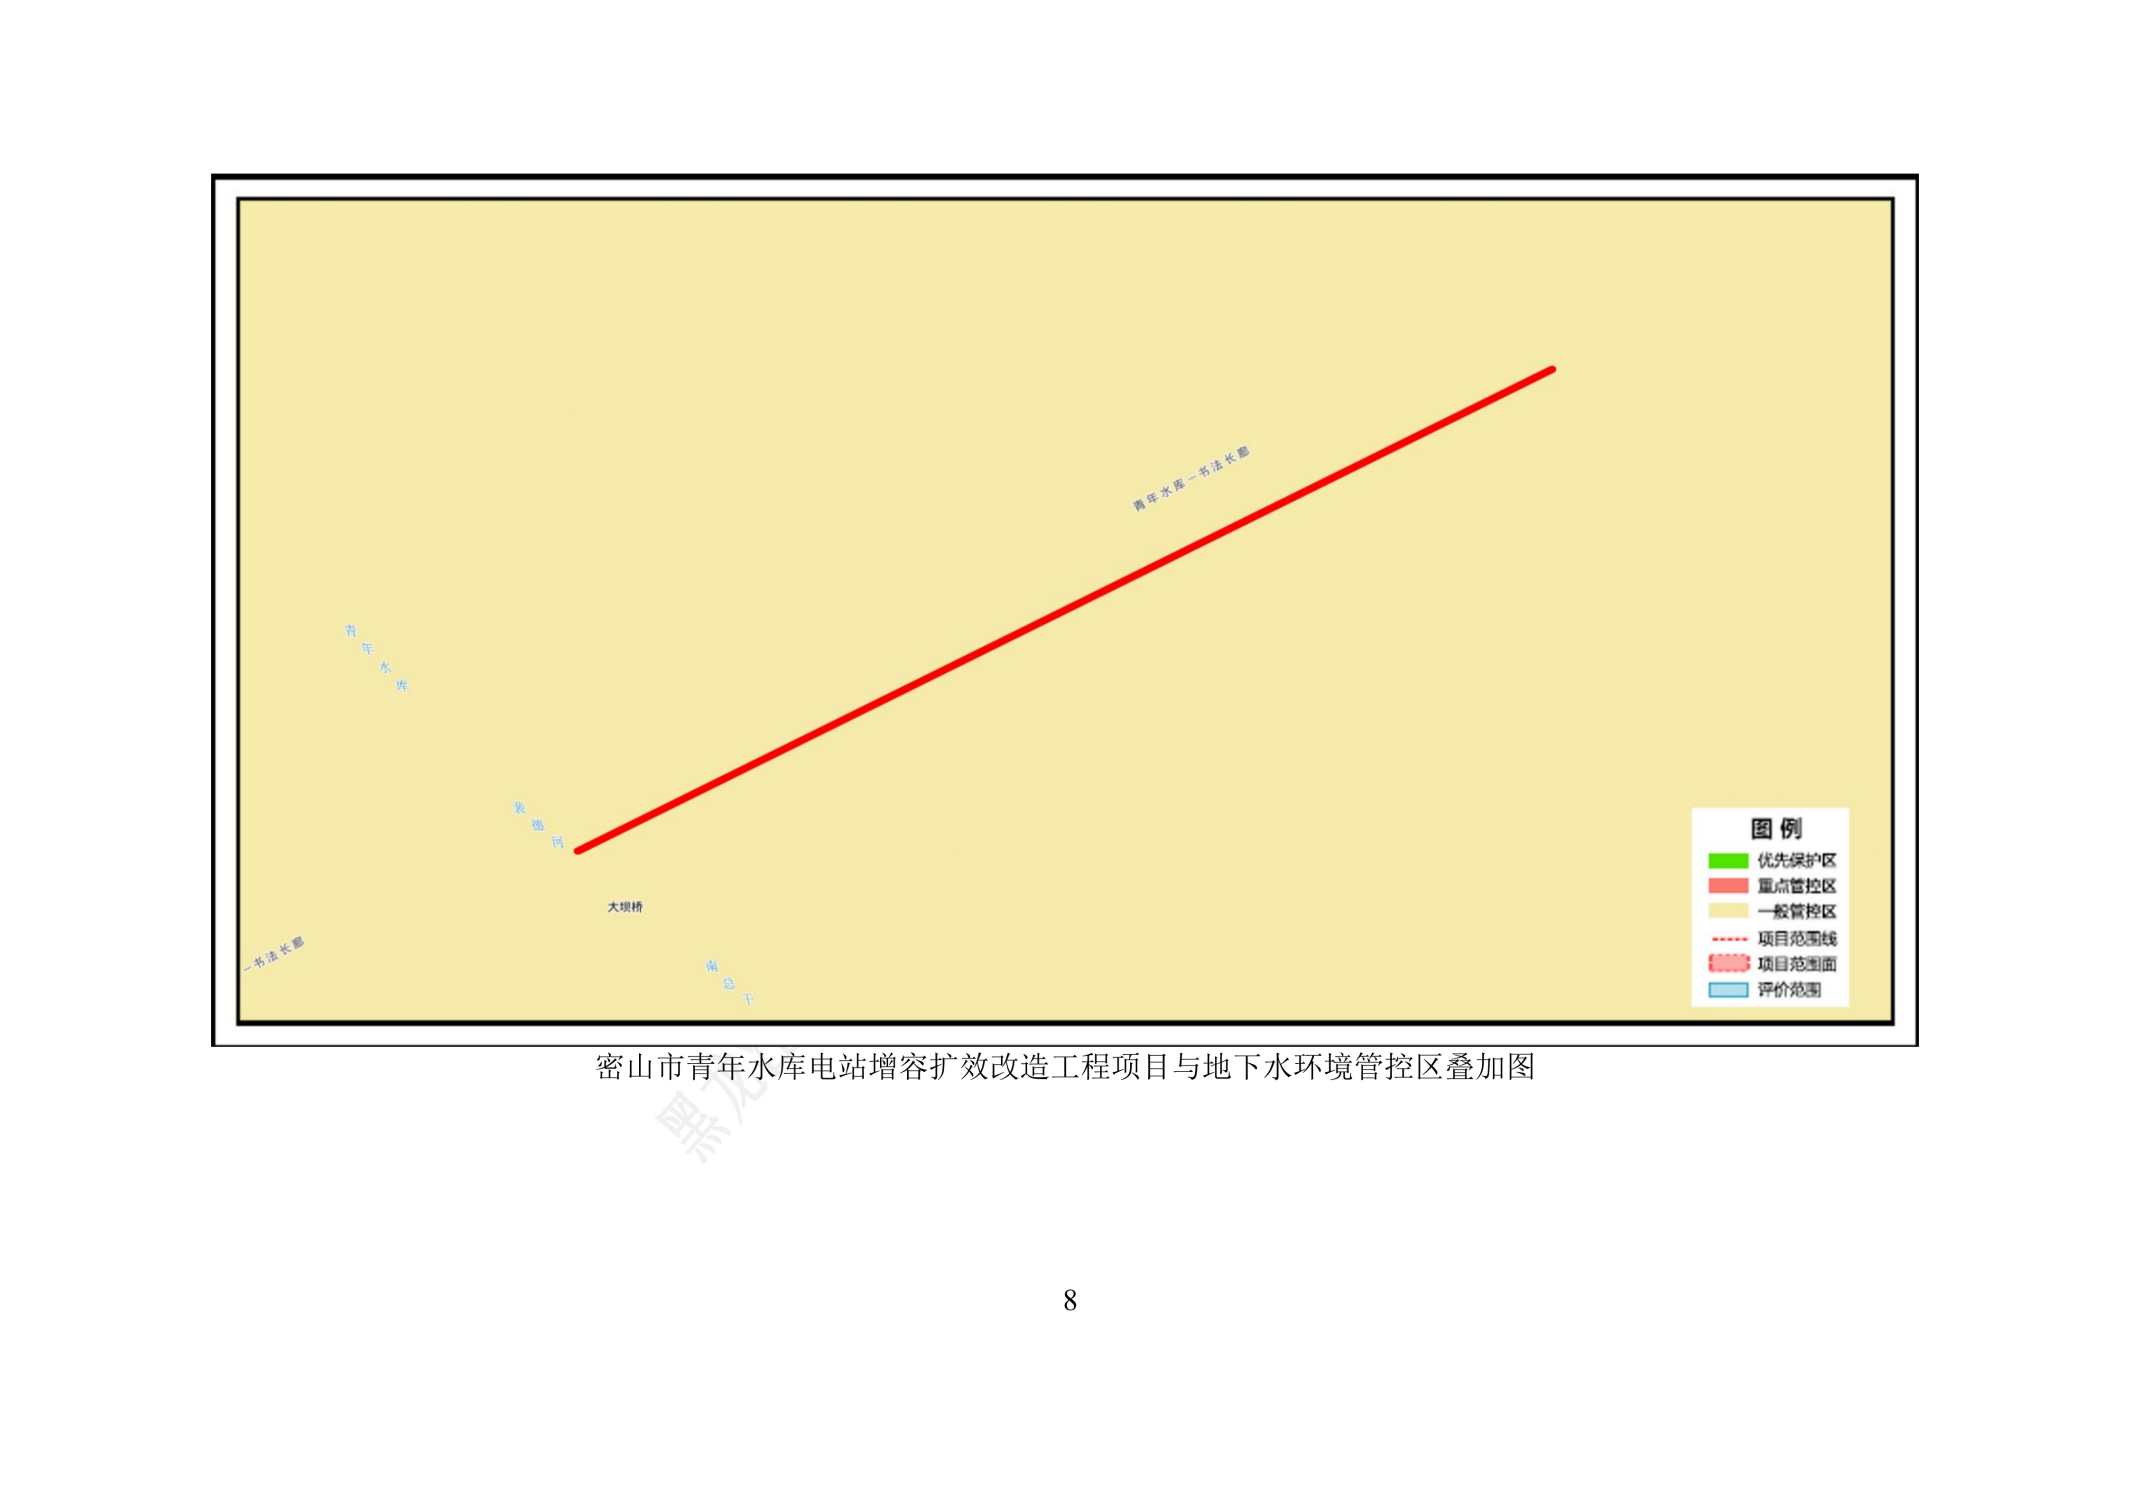 青年水库-书法长廊
青年水库
裴德河
大坝桥
-书法长廊
南总干
图例
优先保护区
重点管控区
一般管控区
项目范围线
项目范围面
评价范围
密山市青年水库电站增容扩效改造工程项目与地下水环境管控区叠加图
黑龙
8